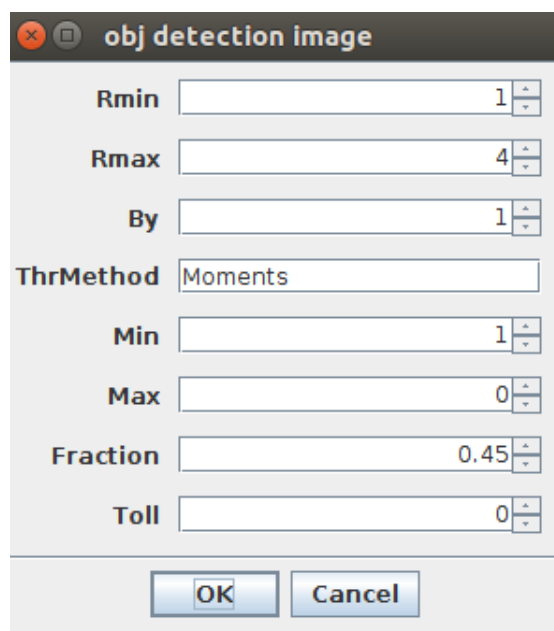 obj detection image
Rmin 1
Rmax 4
By 1
ThrMethod Moments
Min 1
Max 0
Fraction 0.45
Toll 0
OK Cancel